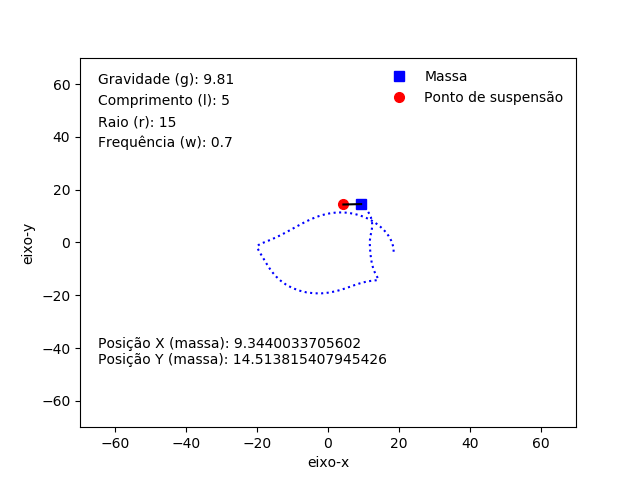 Gravidade (g): 9.81
Comprimento (l): 5
Raio (r): 15
Frequência (w): 0.7
Massa
Ponto de suspensão
60
40
20
0
−20
−40
−60
eixo-y
Posição X (massa): 9.3440033705602
Posição Y (massa): 14.513815407945426
−60 −40 −20 0 20 40 60
eixo-x